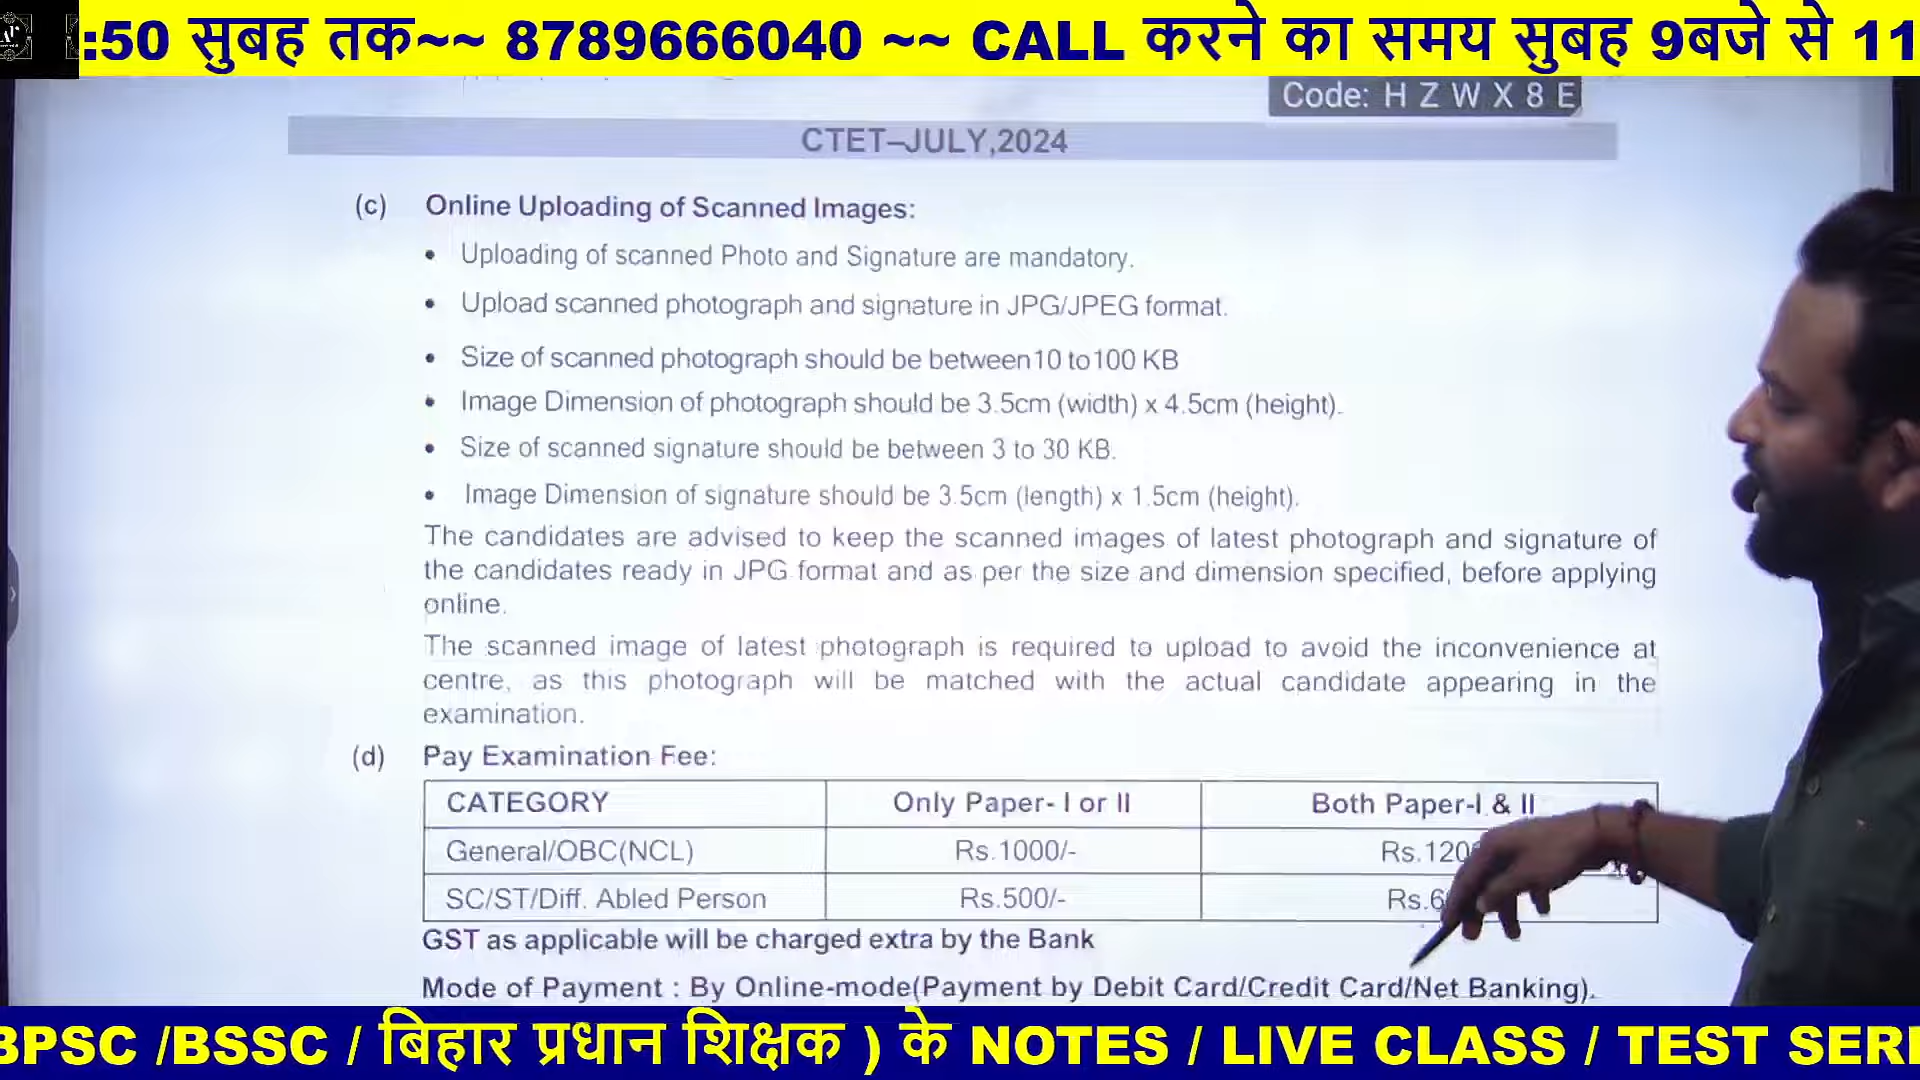 :50 सुबह तक~~ 8789666040 ~~ CALL करने का समय सुबह 9बजे से 11
Code: H Z W X 8 E
CTET–JULY,2024
(c) Online Uploading of Scanned Images:
• Uploading of scanned Photo and Signature are mandatory.
• Upload scanned photograph and signature in JPG/JPEG format.
• Size of scanned photograph should be between10 to100 KB
• Image Dimension of photograph should be 3.5cm (width) x 4.5cm (height).
• Size of scanned signature should be between 3 to 30 KB.
• Image Dimension of signature should be 3.5cm (length) x 1.5cm (height).
The candidates are advised to keep the scanned images of latest photograph and signature of
the candidates ready in JPG format and as per the size and dimension specified, before applying
online.
The scanned image of latest photograph is required to upload to avoid the inconvenience at
centre, as this photograph will be matched with the actual candidate appearing in the
examination.
(d) Pay Examination Fee:
CATEGORY Only Paper- I or II Both Paper-I & II
General/OBC(NCL) Rs.1000/- Rs.120
SC/ST/Diff. Abled Person Rs.500/- Rs.6
GST as applicable will be charged extra by the Bank
Mode of Payment : By Online-mode(Payment by Debit Card/Credit Card/Net Banking).
BPSC /BSSC / बिहार प्रधान शिक्षक ) के NOTES / LIVE CLASS / TEST SERI